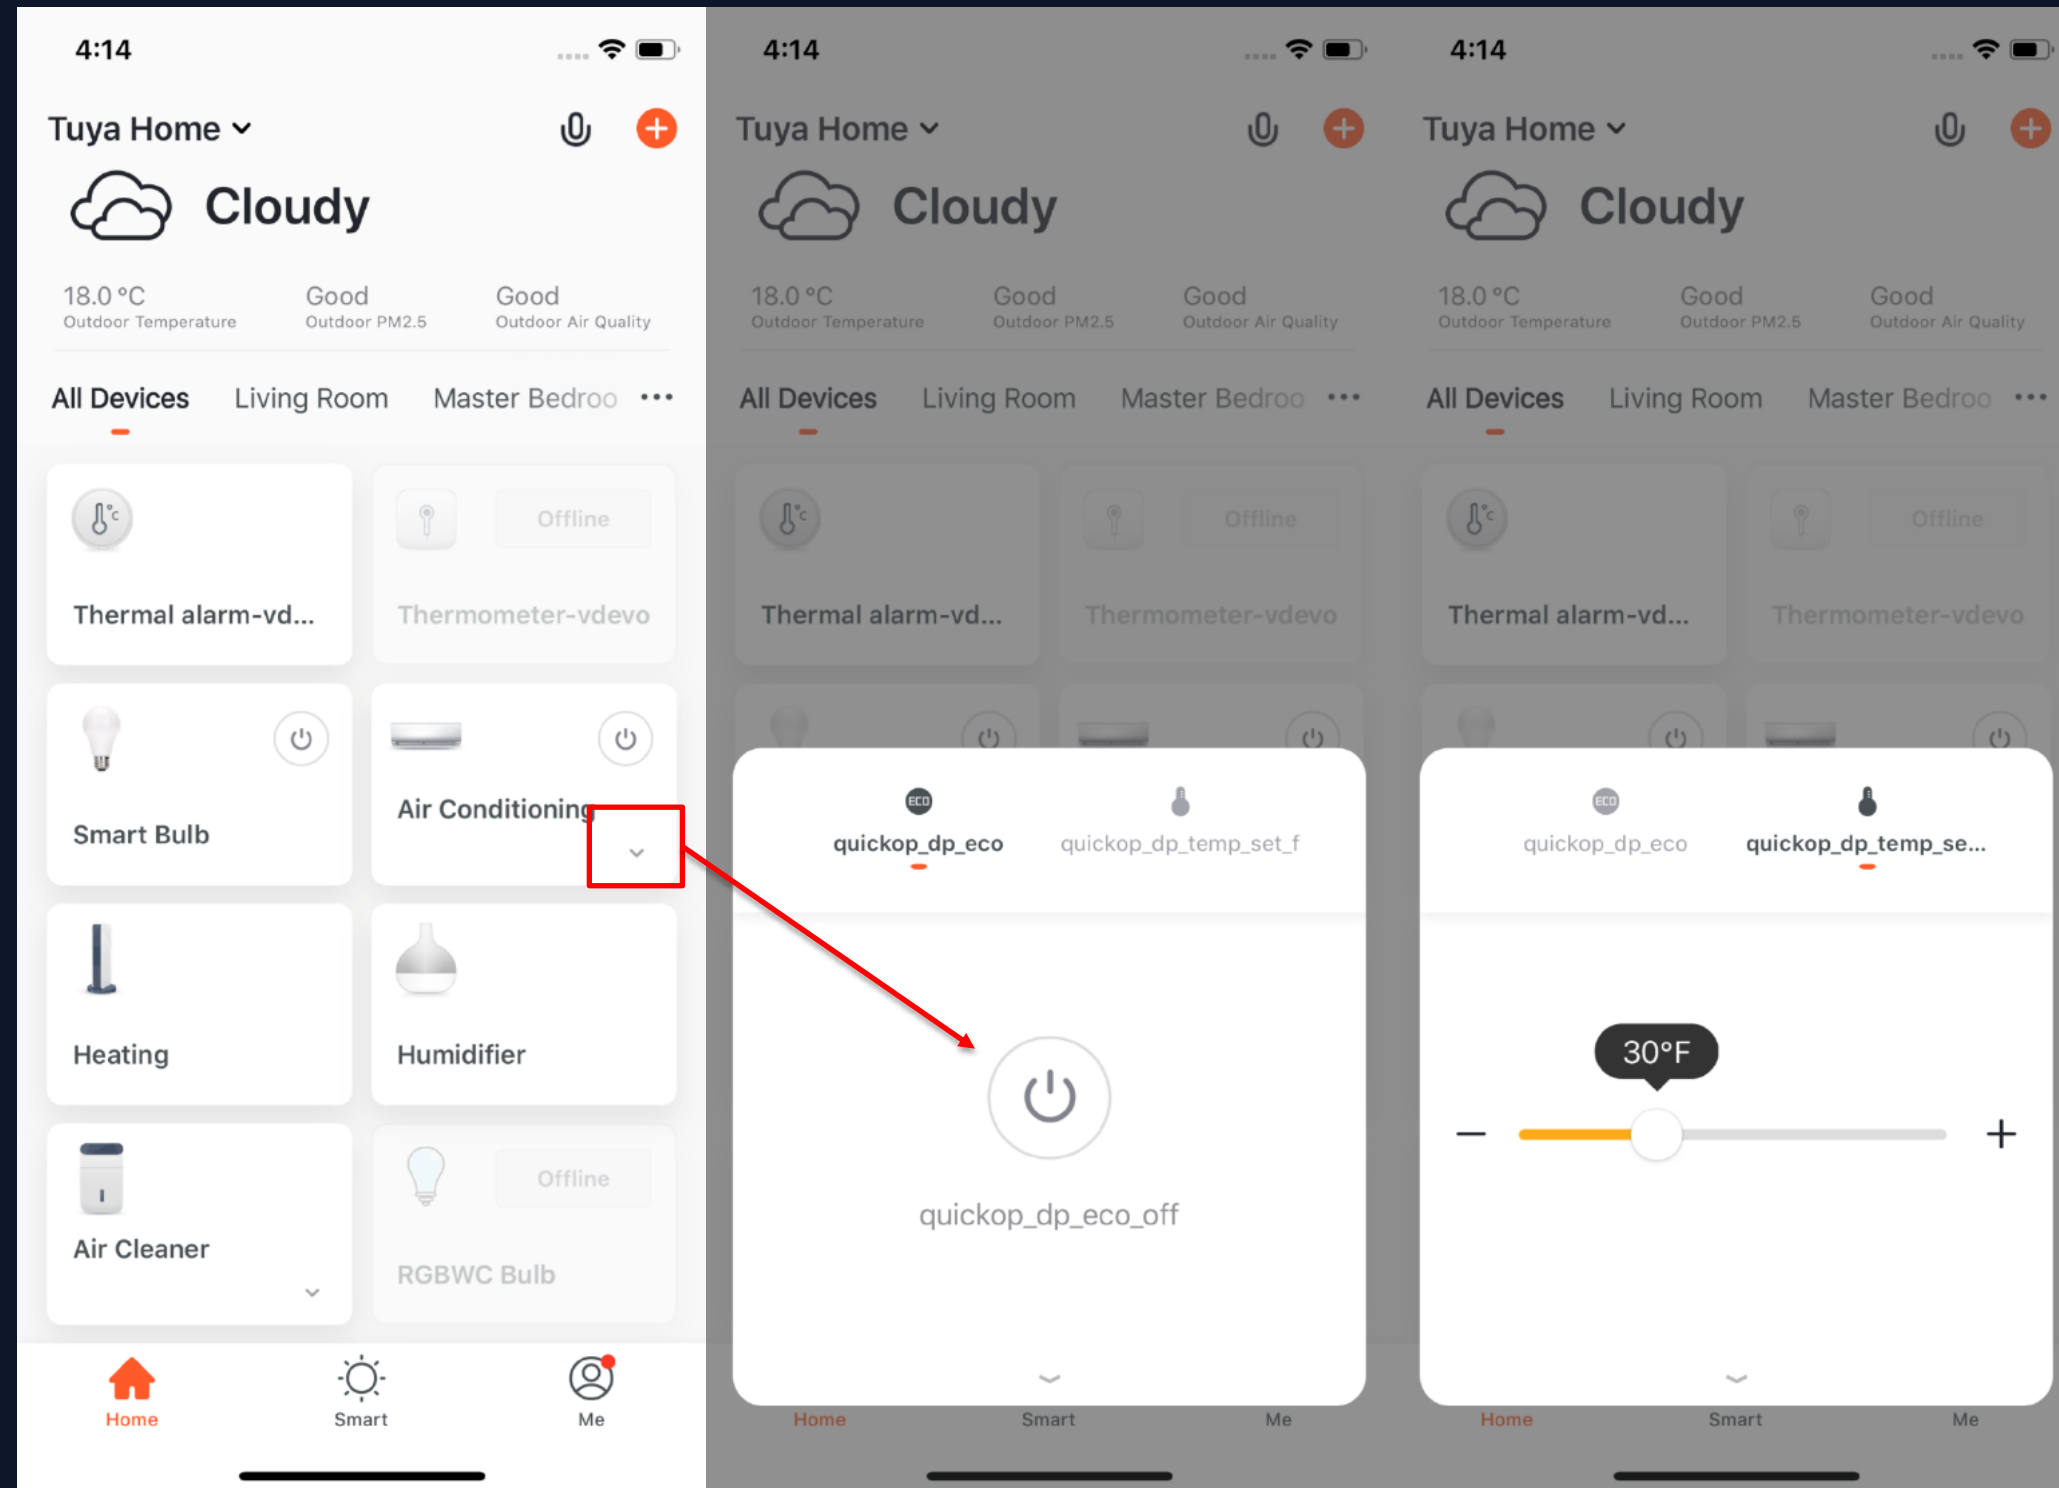 4:14
Tuya Home
Cloudy
18.0 °C Good Good
Outdoor Temperature Outdoor PM2.5 Outdoor Air Quality
All Devices Living Room Master Bedroo
°c
Offline
Thermal alarm-vd...
Thermometer-vdevo
Smart Bulb
Air Conditioning
Heating
Humidifier
Air Cleaner
Offline
RGBWC Bulb
Home Smart Me
4:14
Tuya Home
Cloudy
18.0 °C Good Good
Outdoor Temperature Outdoor PM2.5 Outdoor Air Quality
All Devices Living Room Master Bedroo
°c
Offline
Thermal alarm-vd...
Thermometer-vdevo
ECO
quickop_dp_eco quickop_dp_temp_set_f
quickop_dp_eco_off
Home Smart Me
4:14
Tuya Home
Cloudy
18.0 °C Good Good
Outdoor Temperature Outdoor PM2.5 Outdoor Air Quality
All Devices Living Room Master Bedroo
°c
Offline
Thermal alarm-vd...
Thermometer-vdevo
ECO
quickop_dp_eco quickop_dp_temp_se...
30°F
Home Smart Me